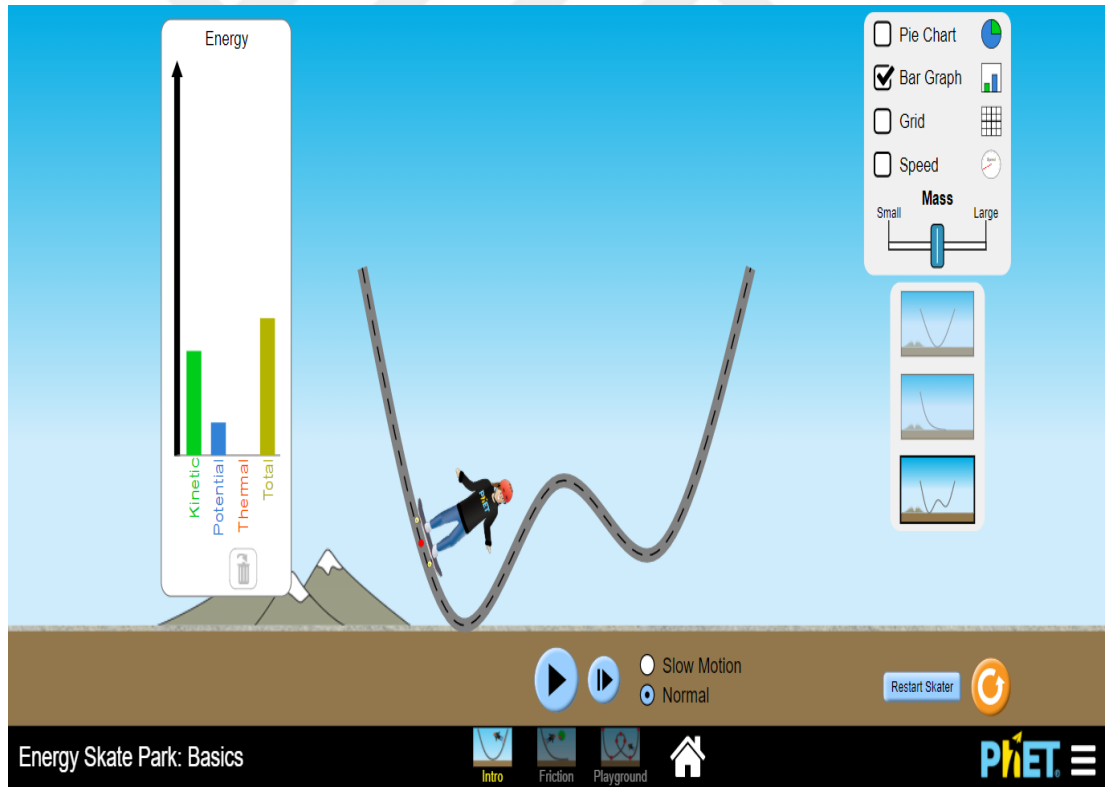 Energy
Kinetic
Potential
Thermal
Total
Pie Chart
Bar Graph
Grid
Speed
Mass
Small
Large
PhET
Slow Motion
Normal
Restart Skater
Energy Skate Park: Basics
Intro
Friction
Playground
PhET